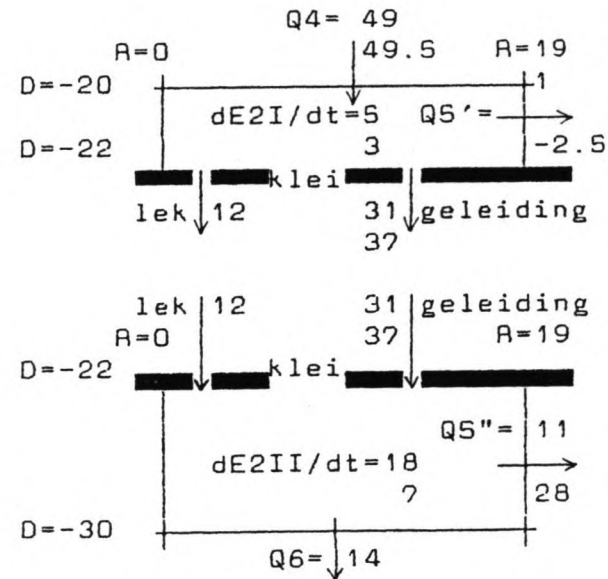 Q4= 49
R=0 49.5 R=19
D=-20 1
dE2I/dt=5 Q5'=
D=-22 3 -2.5
klei
lek 12 31 geleiding
37
lek 12 31 geleiding
R=0 37 R=19
D=-22 klei
Q5"= 11
dE2II/dt=18
7 28
D=-30
Q6= 14